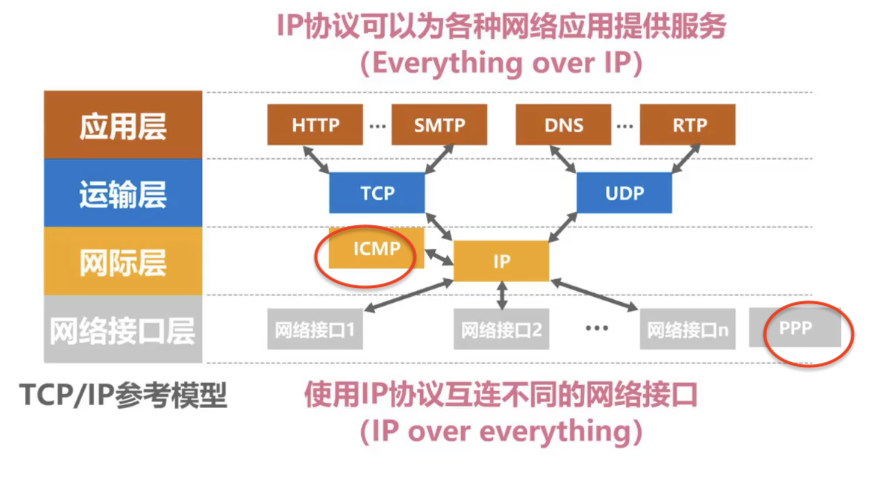 IP协议可以为各种网络应用提供服务
（Everything over IP）
应用层
HTTP ··· SMTP DNS ··· RTP
运输层
TCP UDP
网际层
ICMP IP
网络接口层
网络接口1 网络接口2 ··· 网络接口n PPP
TCP/IP参考模型
使用IP协议互连不同的网络接口
（IP over everything）